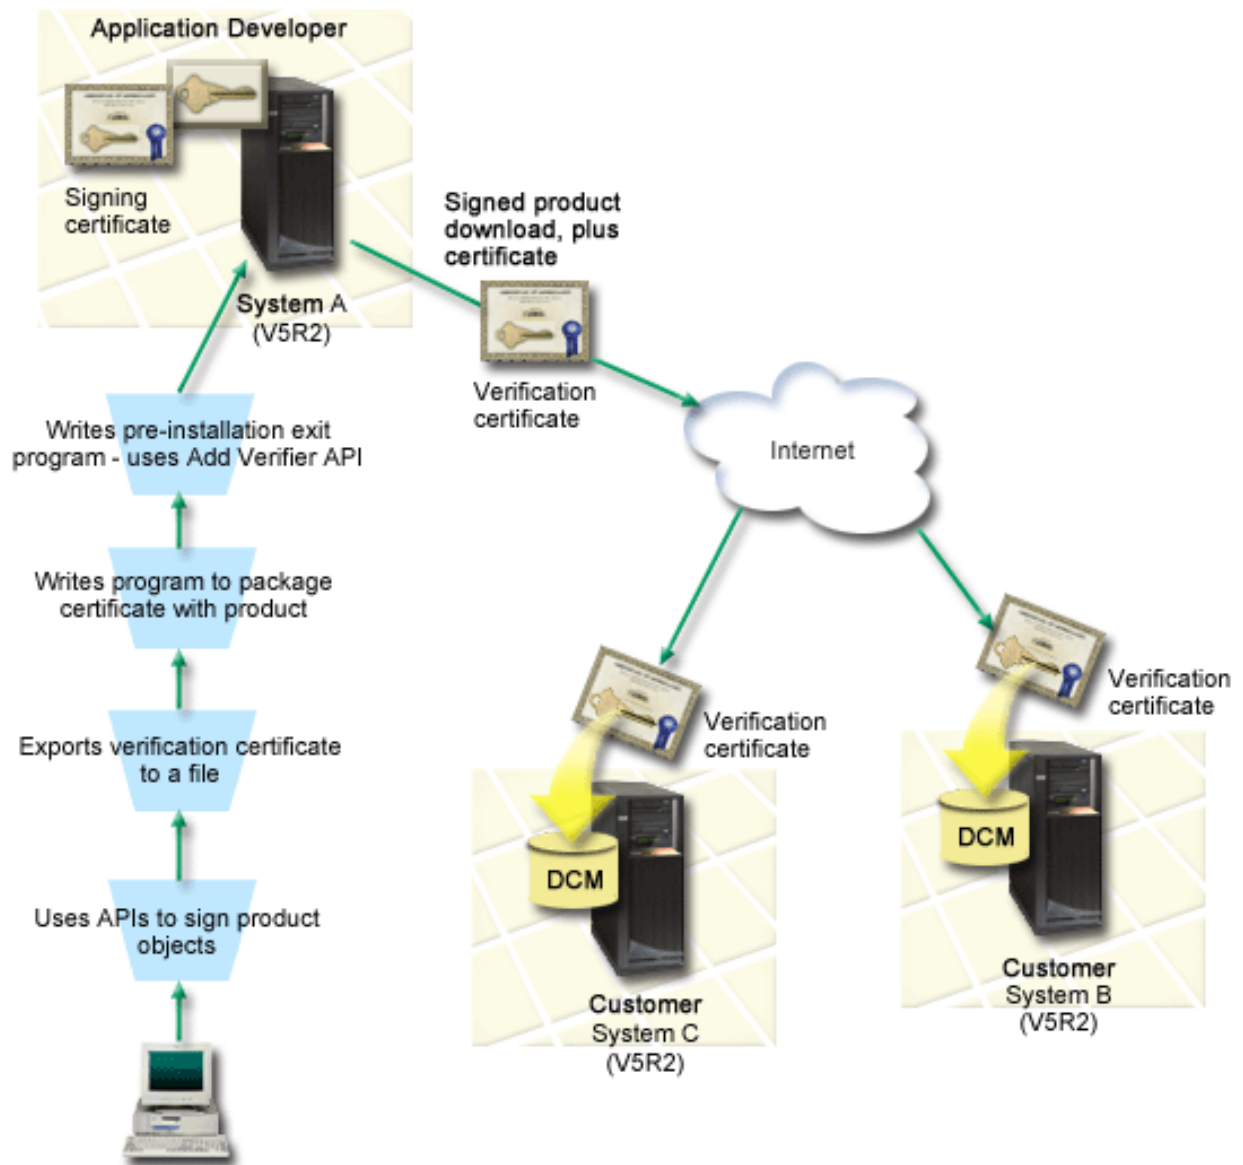 Application Developer
Signing
certificate
System A
(V5R2)
Signed product
download, plus
certificate
Verification
certificate
Internet
Writes pre-installation exit
program - uses Add Verifier API
Writes program to package
certificate with product
Exports verification certificate
to a file
Uses APIs to sign product
objects
Verification
certificate
DCM
Customer
System C
(V5R2)
Verification
certificate
DCM
Customer
System B
(V5R2)